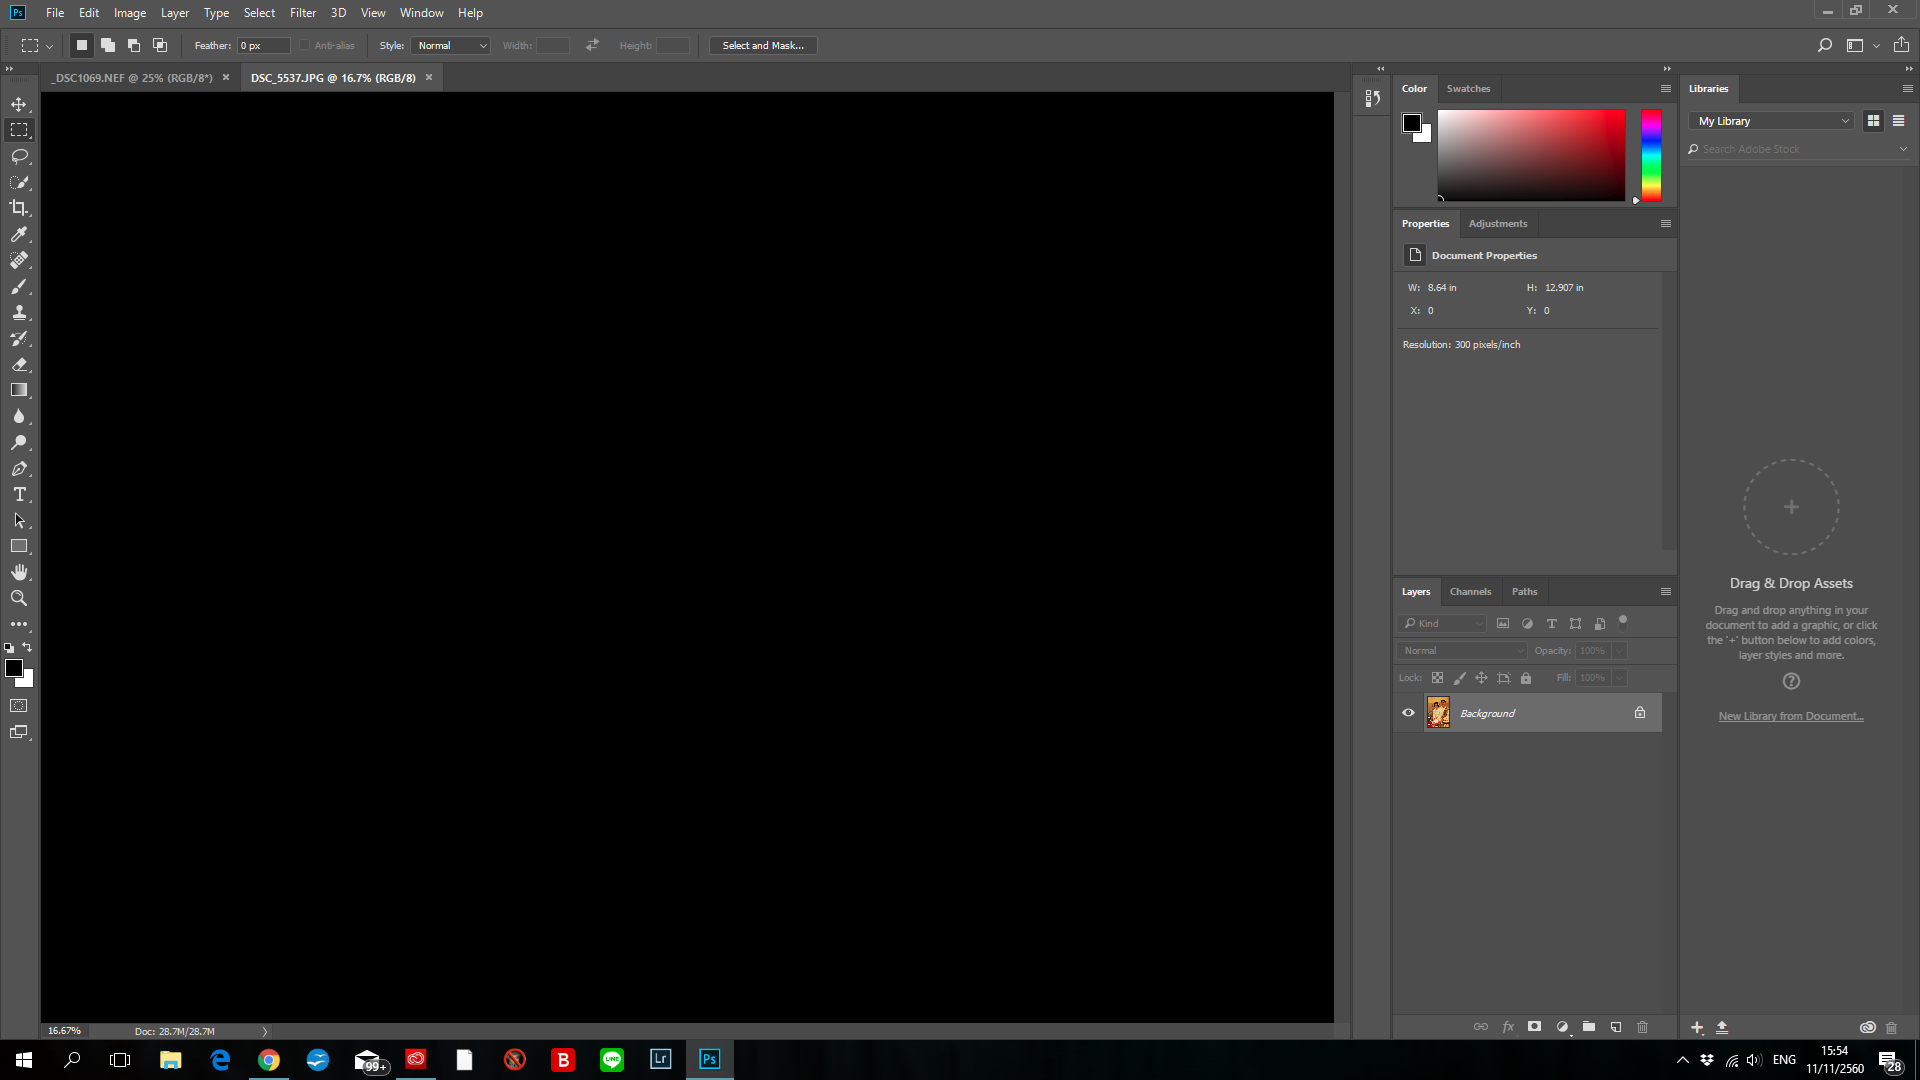 Ps File Edit Image Layer Type Select Filter 3D View Window Help
Feather: 0 px Anti-alias Style: Normal Width: Height: Select and Mask...
_DSC1069.NEF @ 25% (RGB/8*) × DSC_5537.JPG @ 16.7% (RGB/8) ×
Color Swatches
Libraries
My Library
Search Adobe Stock
Properties Adjustments
Document Properties
W: 8.64 in H: 12.907 in
X: 0 Y: 0
Resolution: 300 pixels/inch
Layers Channels Paths
Kind
Normal Opacity: 100%
Lock: Fill: 100%
Background
Drag & Drop Assets
Drag and drop anything in your
document to add a graphic, or click
the '+' button below to add colors,
layer styles and more.
New Library from Document...
16.67% Doc: 28.7M/28.7M
fx
99+ B LINE Lr Ps
ENG
15:54
11/11/2560
28